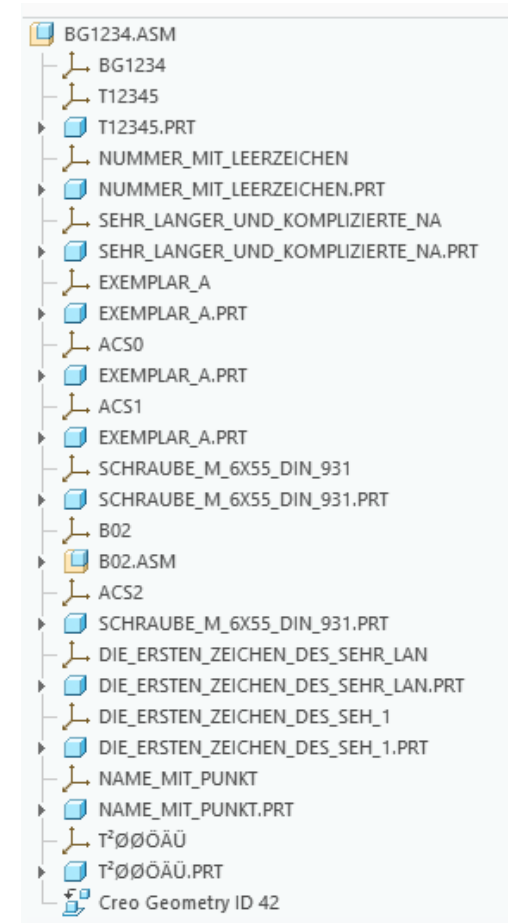 BG1234.ASM
BG1234
T12345
T12345.PRT
NUMMER_MIT_LEERZEICHEN
NUMMER_MIT_LEERZEICHEN.PRT
SEHR_LANGER_UND_KOMPLIZIERTE_NA
SEHR_LANGER_UND_KOMPLIZIERTE_NA.PRT
EXEMPLAR_A
EXEMPLAR_A.PRT
ACS0
EXEMPLAR_A.PRT
ACS1
EXEMPLAR_A.PRT
SCHRAUBE_M_6X55_DIN_931
SCHRAUBE_M_6X55_DIN_931.PRT
B02
B02.ASM
ACS2
SCHRAUBE_M_6X55_DIN_931.PRT
DIE_ERSTEN_ZEICHEN_DES_SEHR_LAN
DIE_ERSTEN_ZEICHEN_DES_SEHR_LAN.PRT
DIE_ERSTEN_ZEICHEN_DES_SEH_1
DIE_ERSTEN_ZEICHEN_DES_SEH_1.PRT
NAME_MIT_PUNKT
NAME_MIT_PUNKT.PRT
T²ØØÖÄÜ
T²ØØÖÄÜ.PRT
Creo Geometry ID 42